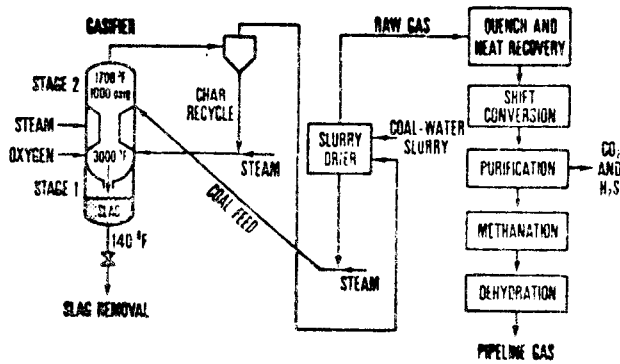 GASIFIER
STAGE 2
1700 °F
1000 psig
STEAM
OXYGEN
3000 °F
STAGE 1
SLAG
140 °F
SLAG REMOVAL
CHAR
RECYCLE
STEAM
COAL FEED
RAW GAS
SLURRY
DRIER
COAL-WATER
SLURRY
STEAM
QUENCH AND
HEAT RECOVERY
SHIFT
CONVERSION
PURIFICATION
CO₂
AND
H₂S
METHANATION
DEHYDRATION
PIPELINE GAS